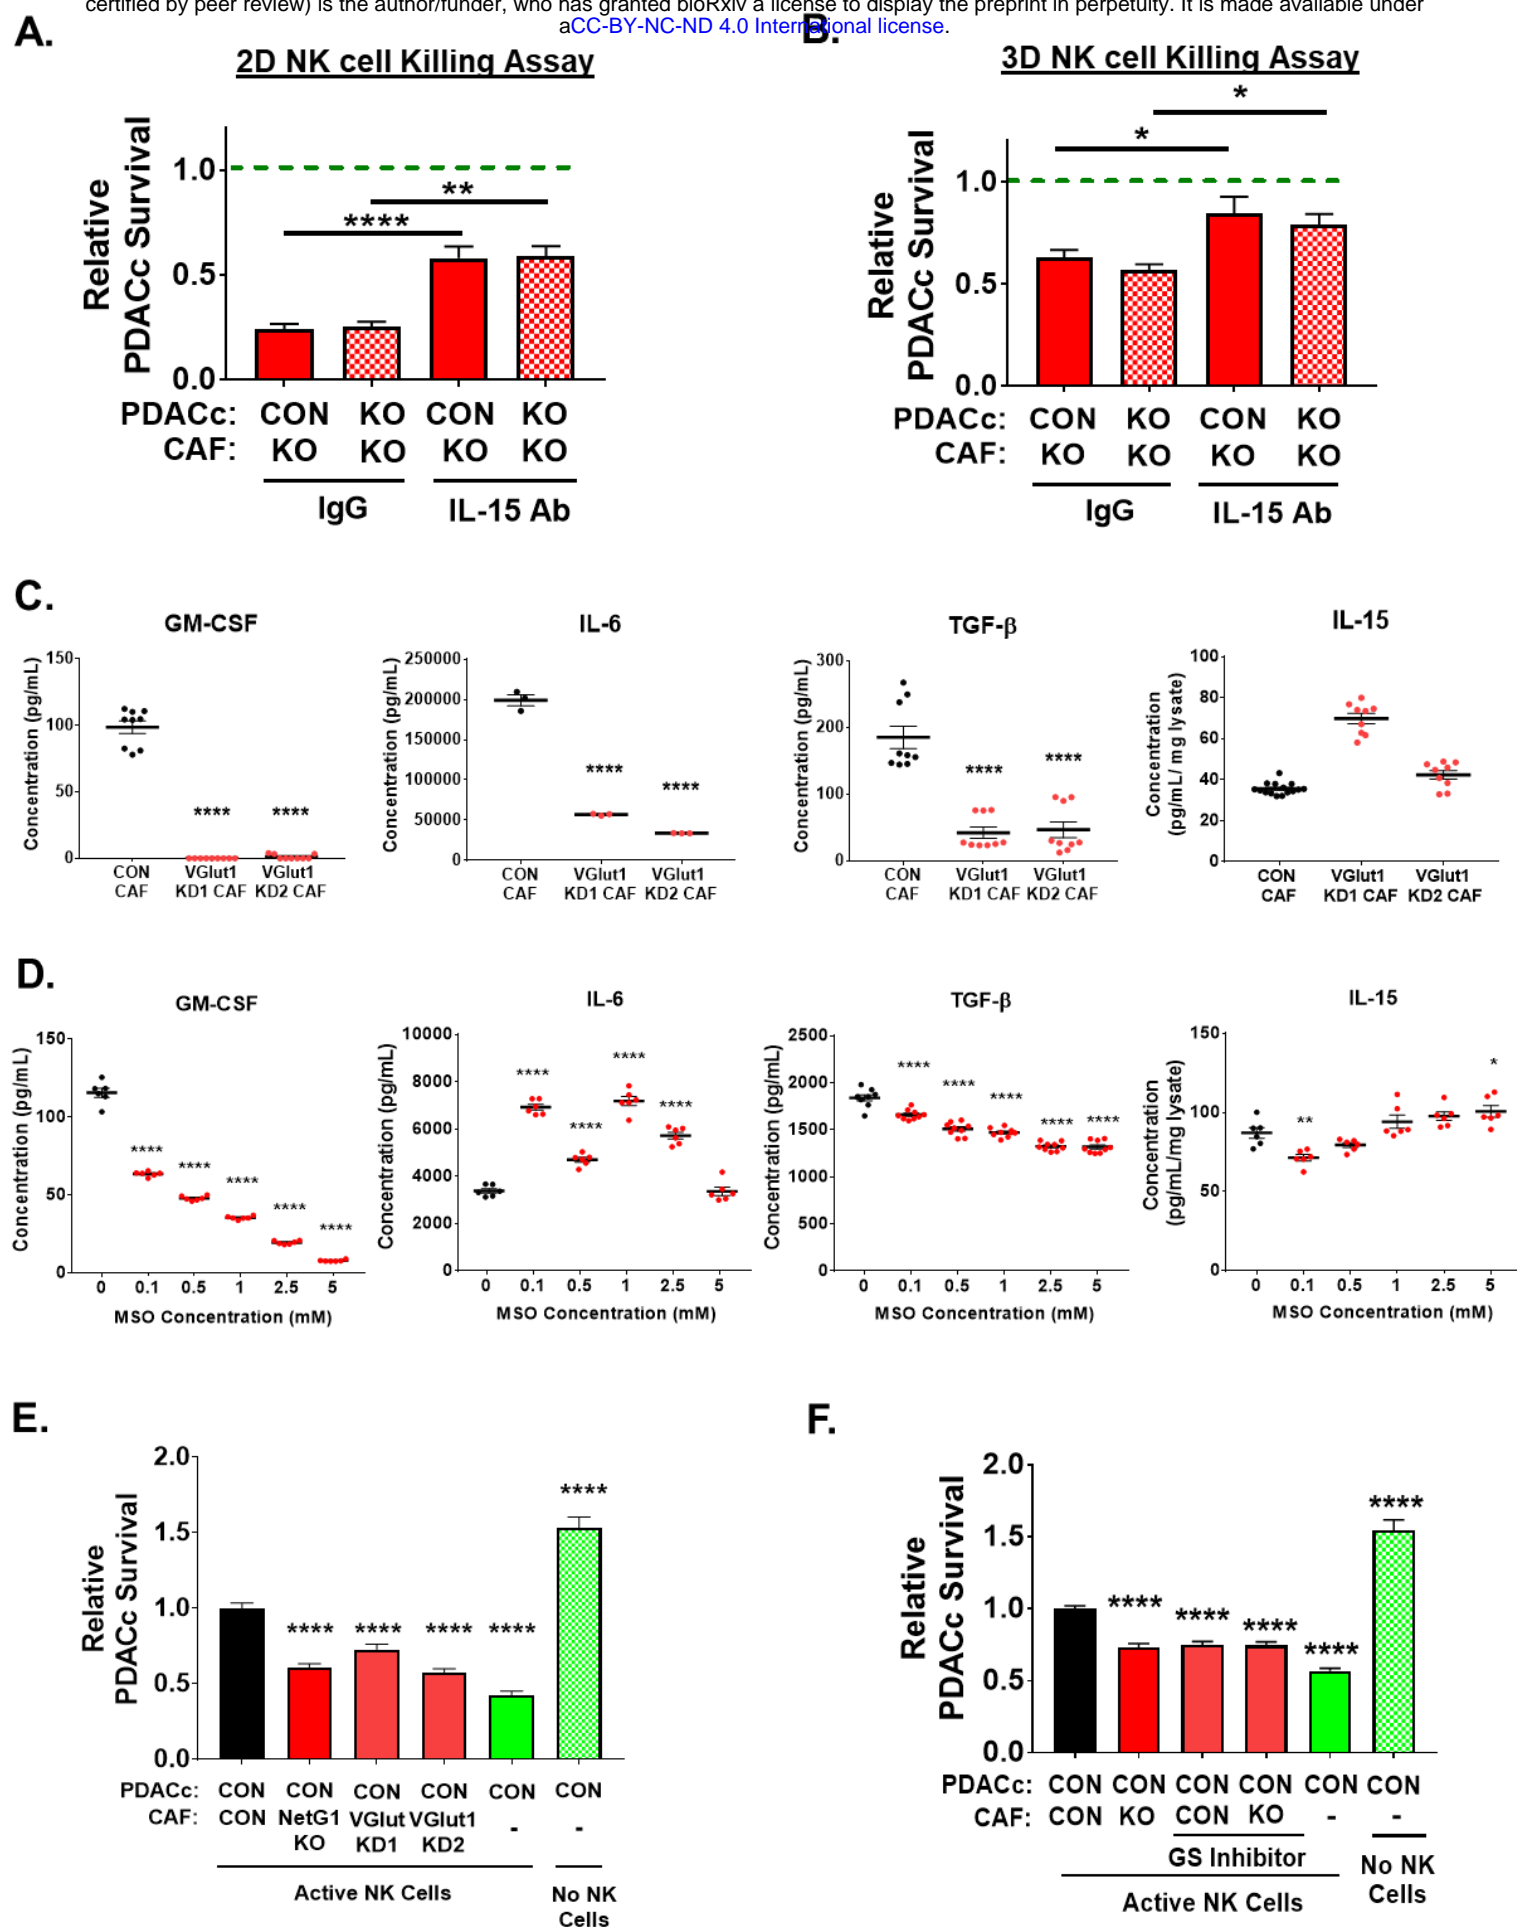 certified by peer review) is the author/funder, who has granted bioRxiv a license to display the preprint in perpetuity. It is made available under
aCC-BY-NC-ND 4.0 International license.
A.
2D NK cell Killing Assay
Relative
PDACc Survival
1.0
0.5
0.0
****
**
PDACc: CON KO CON KO
CAF: KO KO KO KO
IgG IL-15 Ab
B.
3D NK cell Killing Assay
Relative
PDACc Survival
1.0
0.5
0.0
*
*
PDACc: CON KO CON KO
CAF: KO KO KO KO
IgG IL-15 Ab
C.
GM-CSF
Concentration (pg/mL)
150
100
50
0
**** ****
CON VGlut1 VGlut1
CAF KD1 CAF KD2 CAF
IL-6
Concentration (pg/mL)
250000
200000
150000
100000
50000
0
**** ****
CON VGlut1 VGlut1
CAF KD1 CAF KD2 CAF
TGF-β
Concentration (pg/mL)
300
200
100
0
**** ****
CON VGlut1 VGlut1
CAF KD1 CAF KD2 CAF
IL-15
Concentration
(pg/mL/ mg lysate)
100
80
60
40
20
0
CON VGlut1 VGlut1
CAF KD1 CAF KD2 CAF
D.
GM-CSF
Concentration (pg/mL)
150
100
50
0
**** **** **** **** ****
0 0.1 0.5 1 2.5 5
MSO Concentration (mM)
IL-6
Concentration (pg/mL)
10000
8000
6000
4000
2000
0
**** **** **** ****
0 0.1 0.5 1 2.5 5
MSO Concentration (mM)
TGF-β
Concentration (pg/mL)
2500
2000
1500
1000
500
0
**** **** **** **** ****
0 0.1 0.5 1 2.5 5
MSO Concentration (mM)
IL-15
Concentration
(pg/mL/mg lysate)
150
100
50
0
** *
0 0.1 0.5 1 2.5 5
MSO Concentration (mM)
E.
Relative
PDACc Survival
2.0
1.5
1.0
0.5
0.0
**** **** **** **** ****
PDACc: CON CON CON CON CON CON
CAF: CON NetG1 VGlut VGlut1 - -
KO KD1 KD2
Active NK Cells No NK
Cells
F.
Relative
PDACc Survival
2.0
1.5
1.0
0.5
0.0
**** **** **** **** ****
PDACc: CON CON CON CON CON CON
CAF: CON KO CON KO - -
GS Inhibitor No NK
Active NK Cells Cells